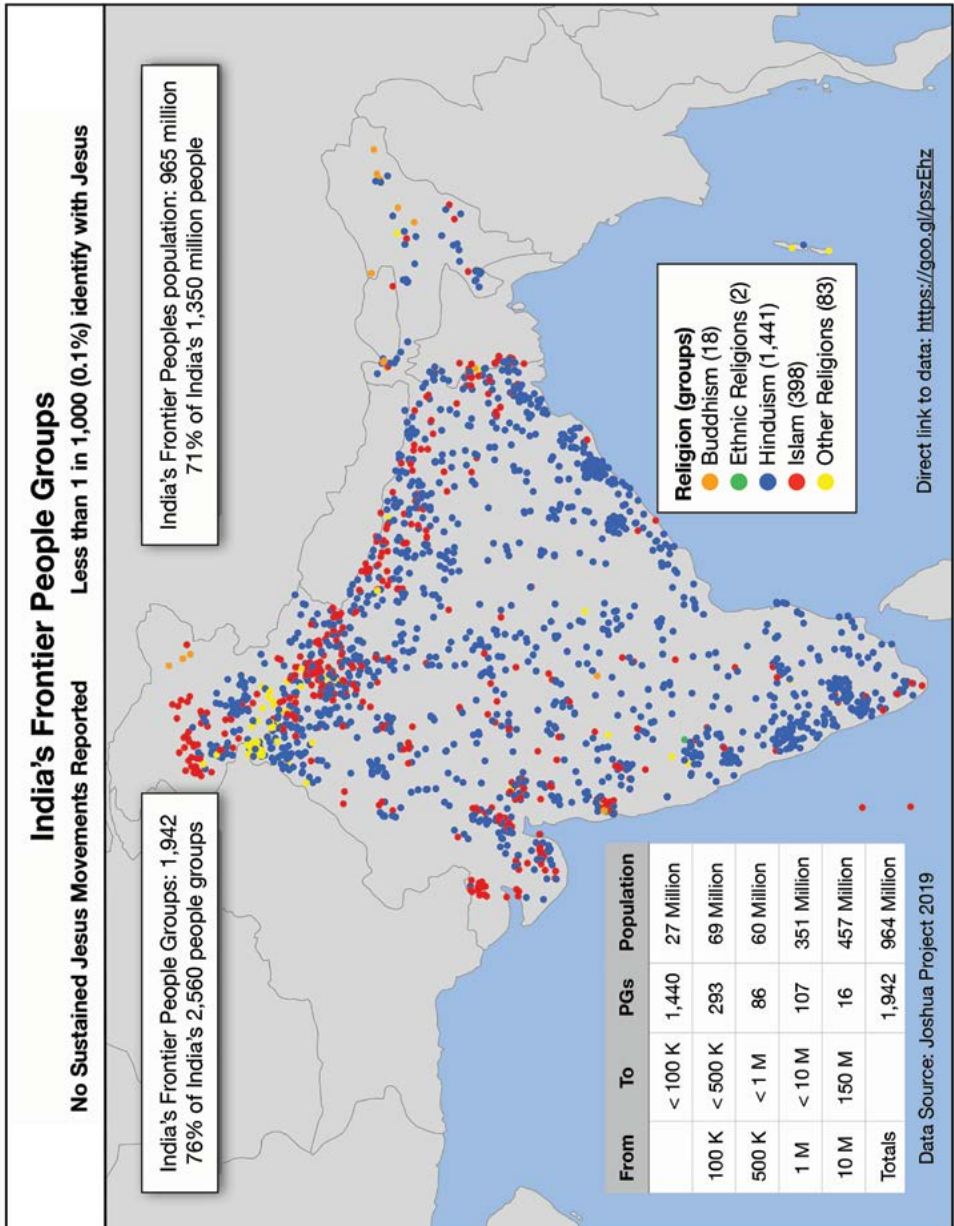 India's Frontier People Groups
No Sustained Jesus Movements Reported Less than 1 in 1,000 (0.1%) identify with Jesus
India's Frontier People Groups: 1,942
76% of India's 2,560 people groups
India's Frontier Peoples population: 965 million
71% of India's 1,350 million people
From To PGs Population
< 100 K 1,440 27 Million
100 K < 500 K 293 69 Million
500 K < 1 M 86 60 Million
1 M < 10 M 107 351 Million
10 M 150 M 16 457 Million
Totals 1,942 964 Million
Religion (groups)
Buddhism (18)
Ethnic Religions (2)
Hinduism (1,441)
Islam (398)
Other Religions (83)
Data Source: Joshua Project 2019
Direct link to data: https://goo.gl/pszEhz